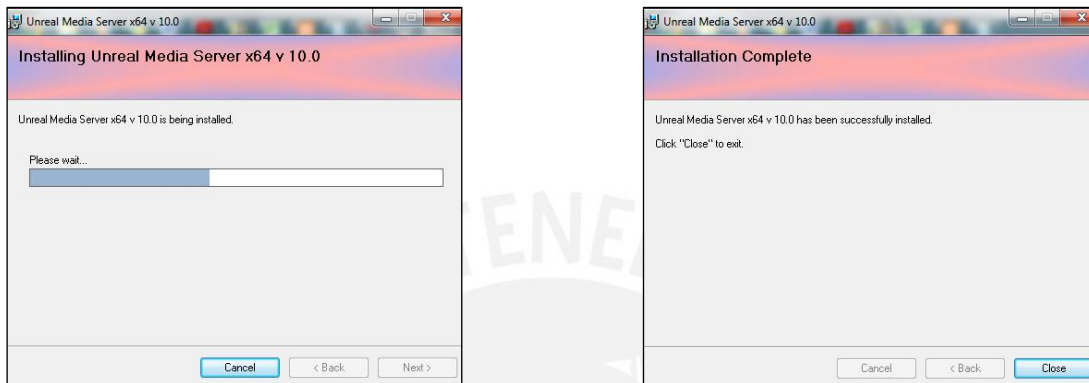 Unreal Media Server x64 v 10.0
Installing Unreal Media Server x64 v 10.0
Unreal Media Server x64 v 10.0 is being installed.
Please wait...
Cancel
< Back
Next >
Unreal Media Server x64 v 10.0
Installation Complete
Unreal Media Server x64 v 10.0 has been successfully installed.
Click "Close" to exit.
Cancel
< Back
Close
TENE